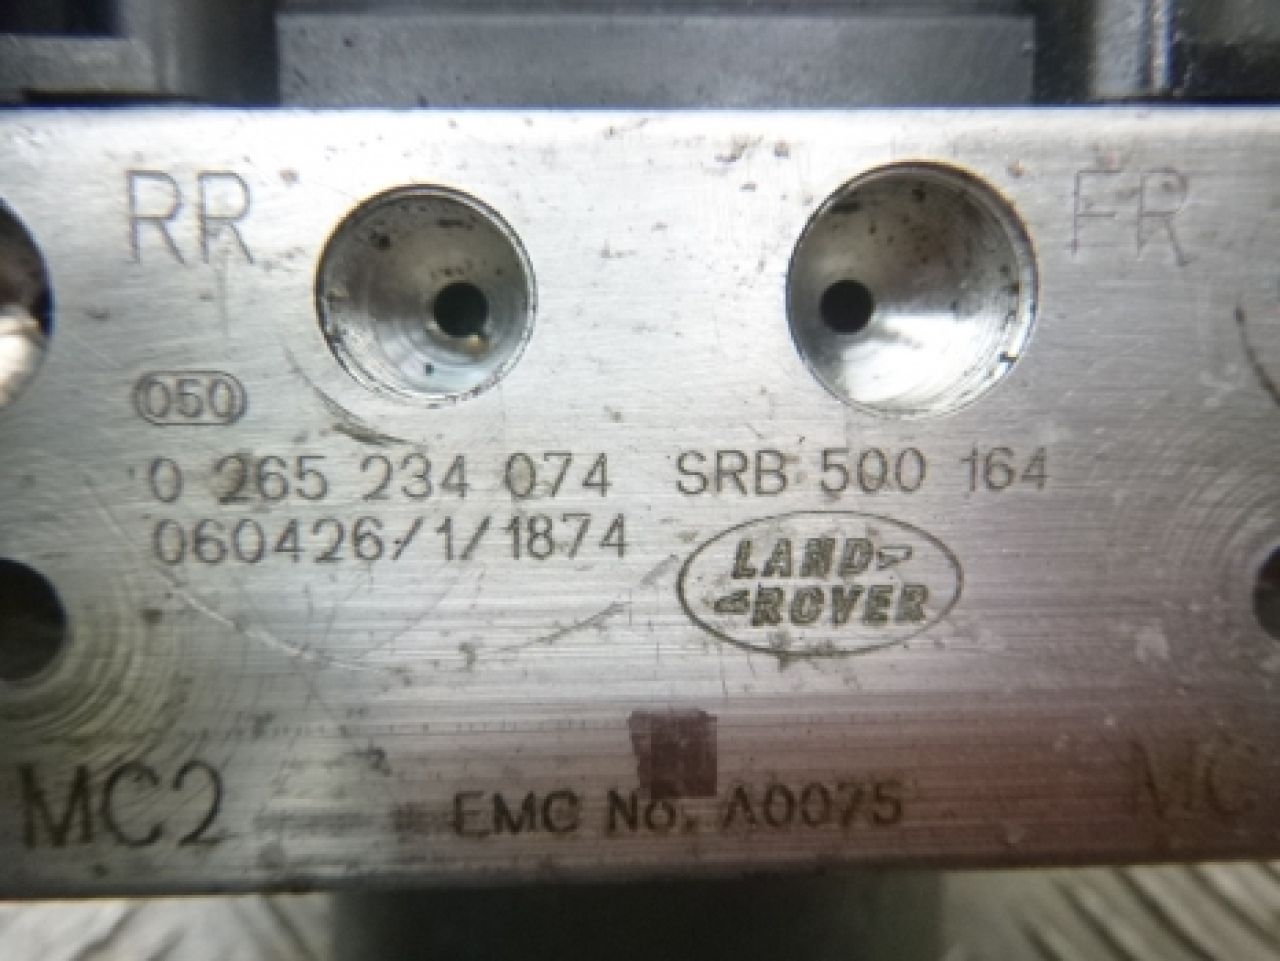 RR
FR
050
0 265 234 074 SRB 500 164
060426/1/1874
LAND
ROVER
MC2
MC
EMC No. A0075